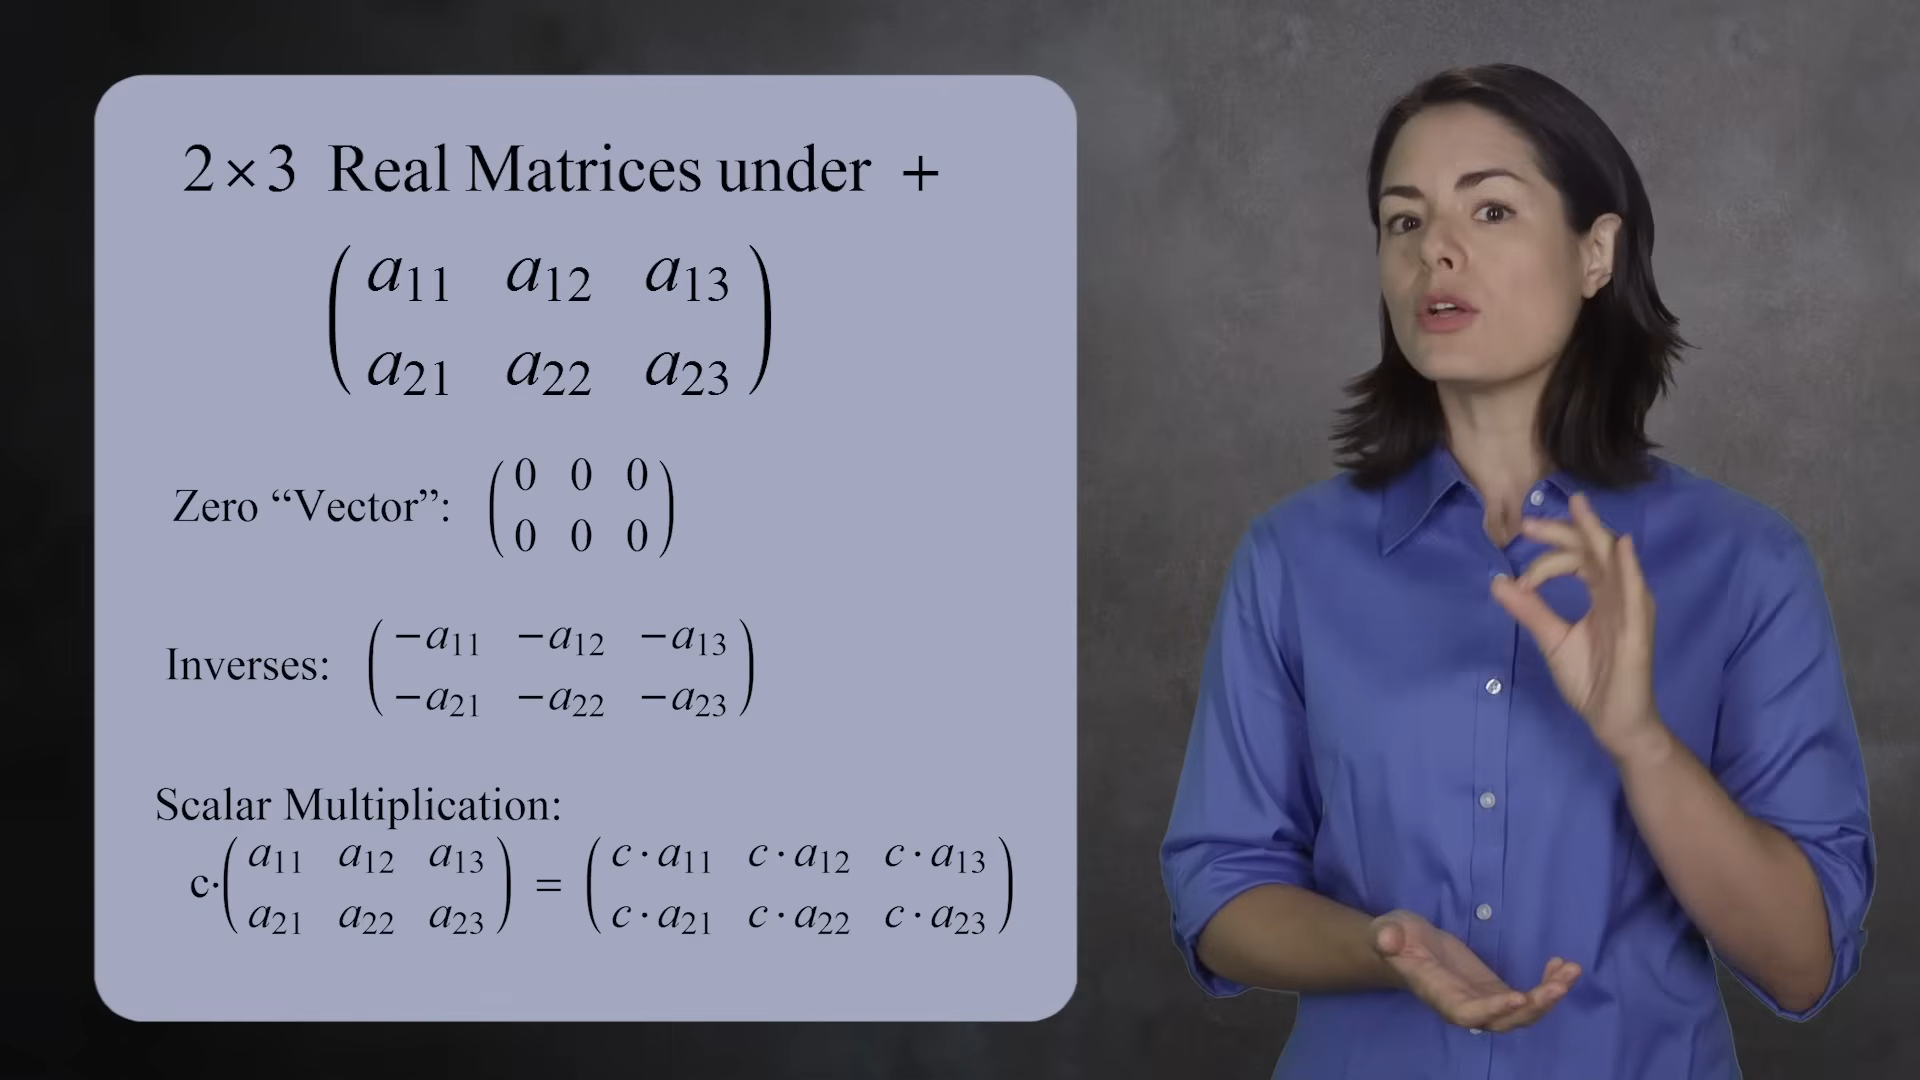 2×3 Real Matrices under +
( a11 a12 a13
a21 a22 a23 )
Zero “Vector”: ( 0 0 0
0 0 0 )
Inverses: ( −a11 −a12 −a13
−a21 −a22 −a23 )
Scalar Multiplication:
c·( a11 a12 a13 ) = ( c·a11 c·a12 c·a13 )
( a21 a22 a23 ) ( c·a21 c·a22 c·a23 )